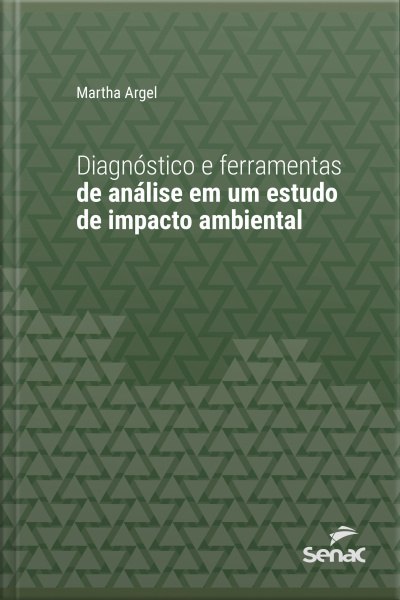 Martha Argel
Diagnóstico e ferramentas
de análise em um estudo
de impacto ambiental
Senac